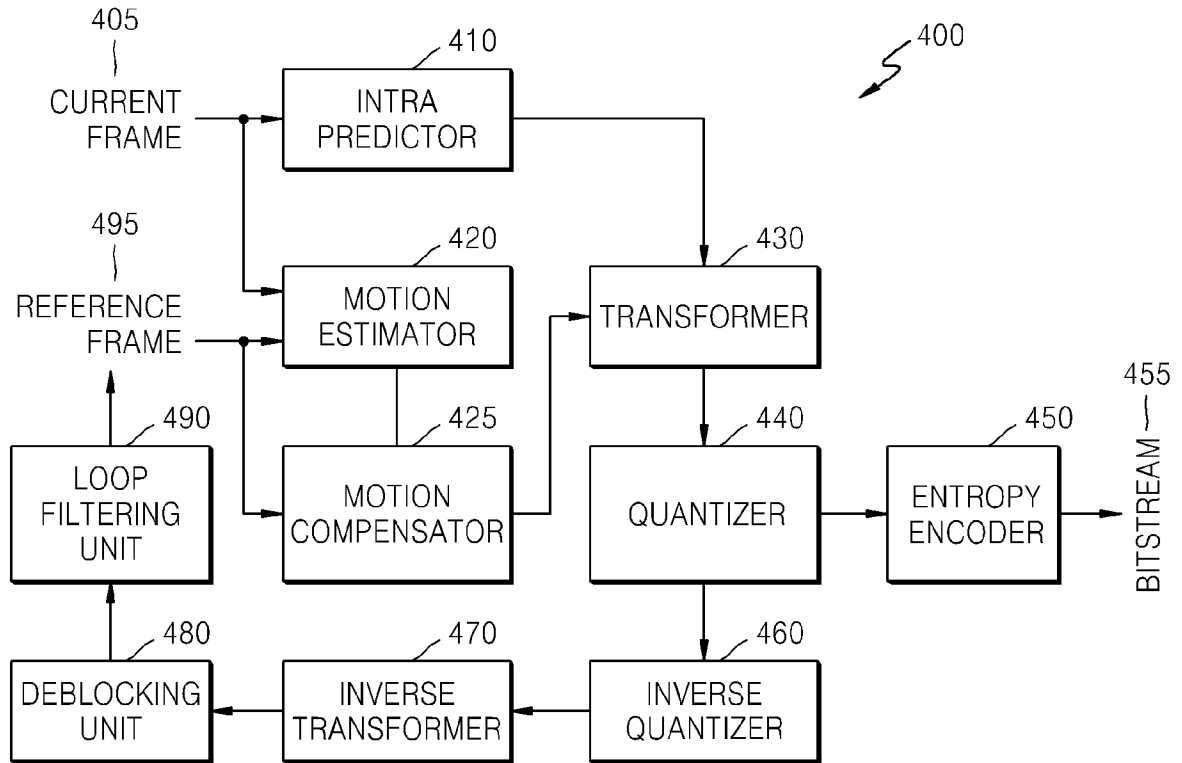 405
CURRENT
FRAME
410
INTRA
PREDICTOR
400
495
REFERENCE
FRAME
420
MOTION
ESTIMATOR
430
TRANSFORMER
490
LOOP
FILTERING
UNIT
425
MOTION
COMPENSATOR
440
QUANTIZER
450
ENTROPY
ENCODER
455
BITSTREAM
480
DEBLOCKING
UNIT
470
INVERSE
TRANSFORMER
460
INVERSE
QUANTIZER